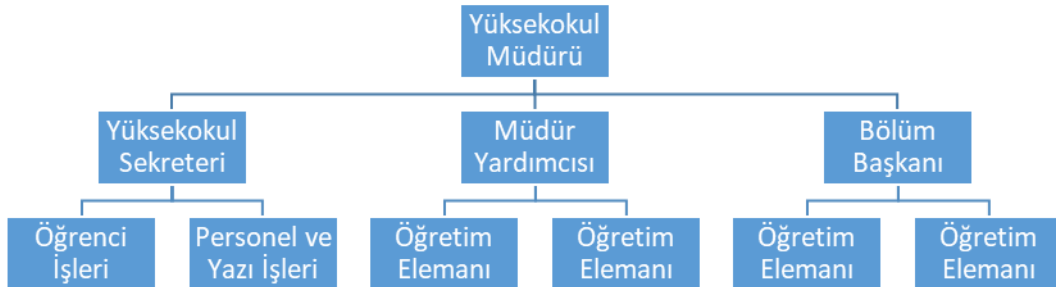 Yüksekokul
Müdürü
Yüksekokul
Sekreteri
Müdür
Yardımcısı
Bölüm
Başkanı
Öğrenci
İşleri
Personel ve
Yazı İşleri
Öğretim
Elemanı
Öğretim
Elemanı
Öğretim
Elemanı
Öğretim
Elemanı